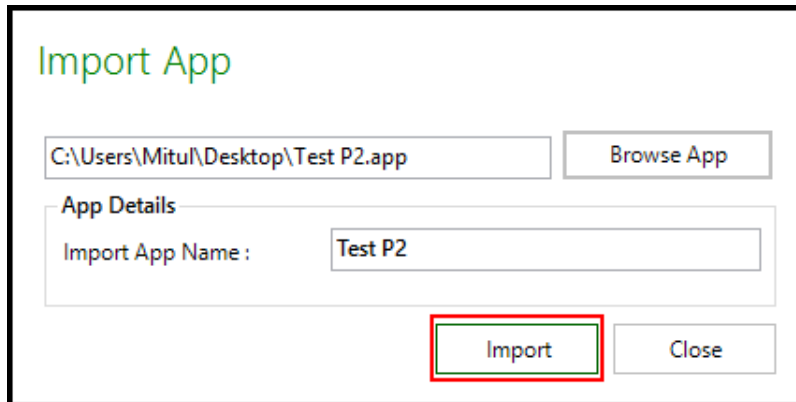 Import App
C:\Users\Mitul\Desktop\Test P2.app
Browse App
App Details
Import App Name :
Test P2
Import
Close